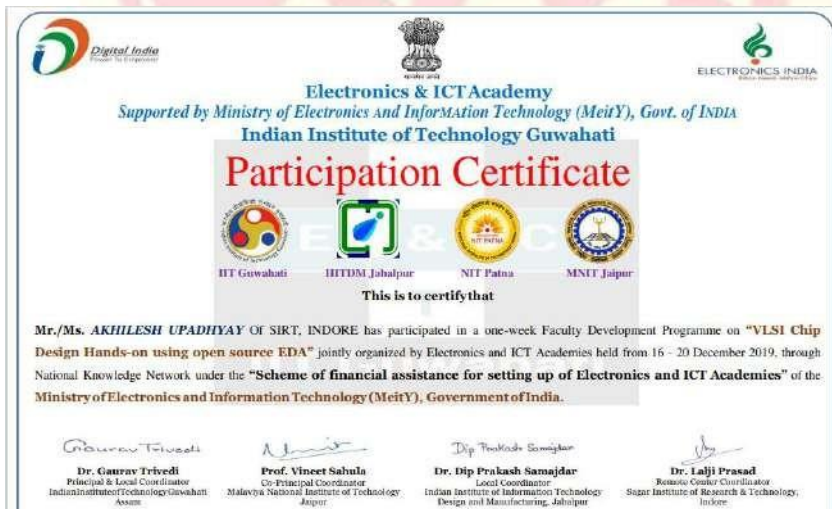 Digital India
Power To Empower
सत्यमेव जयते
ELECTRONICS INDIA
Electronics & ICT Academy
Supported by Ministry of Electronics And InforMAtion Technology (MeitY), Govt. of INDIA
Indian Institute of Technology Guwahati
Participation Certificate
IIT Guwahati IIITDM Jabalpur NIT Patna MNIT Jaipur
This is to certify that
Mr./Ms. AKHILESH UPADHYAY Of SIRT, INDORE has participated in a one-week Faculty Development Programme on "VLSI Chip
Design Hands-on using open source EDA" jointly organized by Electronics and ICT Academies held from 16 - 20 December 2019, through
National Knowledge Network under the "Scheme of financial assistance for setting up of Electronics and ICT Academies" of the
Ministry of Electronics and Information Technology (MeitY), Government of India.
Gaurav Trivedi Dip Prakash Samajdar
Dr. Gaurav Trivedi Prof. Vineet Sahula Dr. Dip Prakash Samajdar Dr. Lalji Prasad
Principal & Local Coordinator Co-Principal Coordinator Local Coordinator Remote Center Coordinator
Indian Institute of Technology Guwahati Malaviya National Institute of Technology Indian Institute of Information Technology Sagar Institute of Research & Technology,
Assam Jaipur Design and Manufacturing, Jabalpur Indore